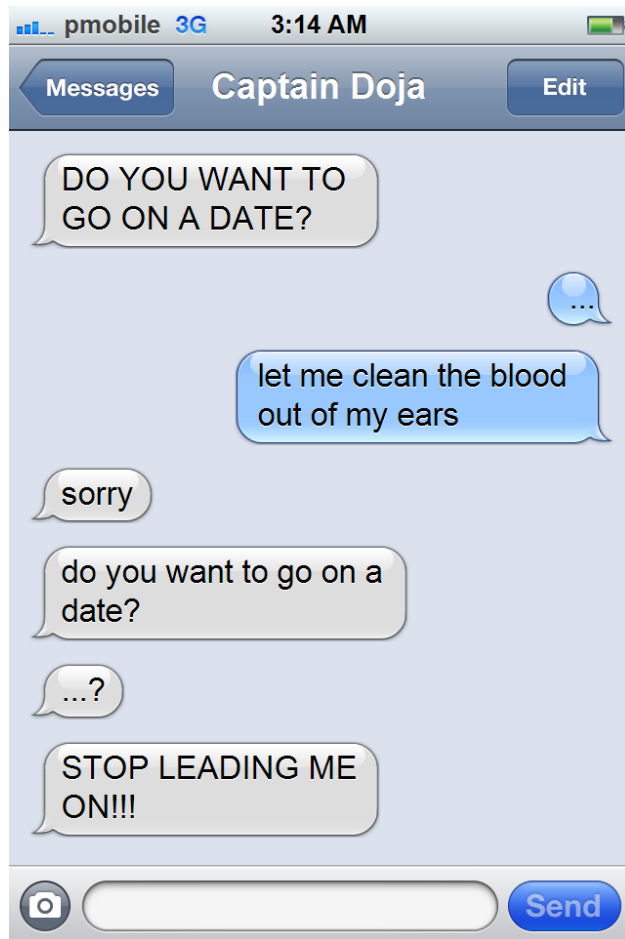 pmobile 3G 3:14 AM
Messages Captain Doja Edit
DO YOU WANT TO
GO ON A DATE?
...
let me clean the blood
out of my ears
sorry
do you want to go on a
date?
...?
STOP LEADING ME
ON!!!
Send